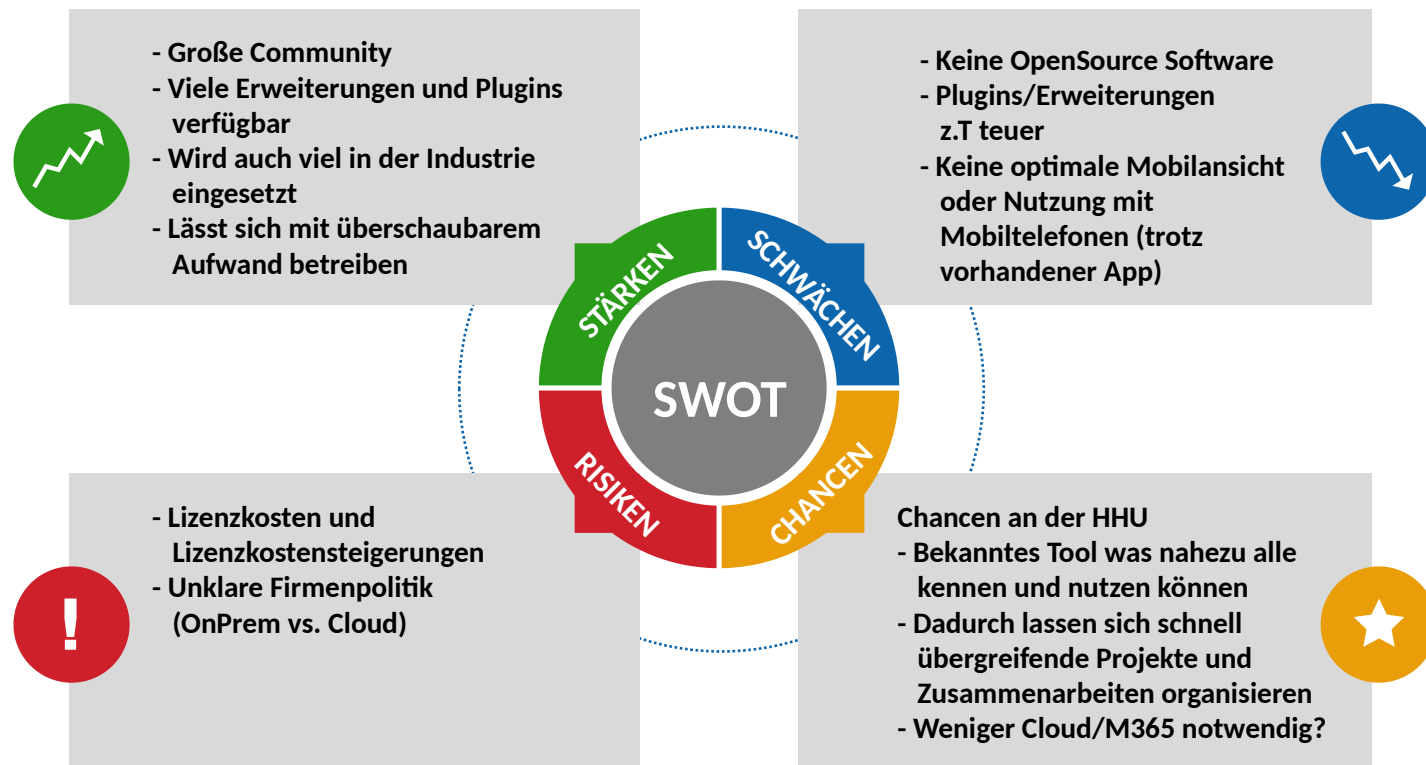 - Große Community
- Viele Erweiterungen und Plugins
verfügbar
- Wird auch viel in der Industrie
eingesetzt
- Lässt sich mit überschaubarem
Aufwand betreiben
- Keine OpenSource Software
- Plugins/Erweiterungen
z.T teuer
- Keine optimale Mobilansicht
oder Nutzung mit
Mobiltelefonen (trotz
vorhandener App)
STÄRKEN
SCHWÄCHEN
SWOT
RISIKEN
CHANCEN
- Lizenzkosten und
Lizenzkostensteigerungen
- Unklare Firmenpolitik
(OnPrem vs. Cloud)
!
Chancen an der HHU
- Bekanntes Tool was nahezu alle
kennen und nutzen können
- Dadurch lassen sich schnell
übergreifende Projekte und
Zusammenarbeiten organisieren
- Weniger Cloud/M365 notwendig?